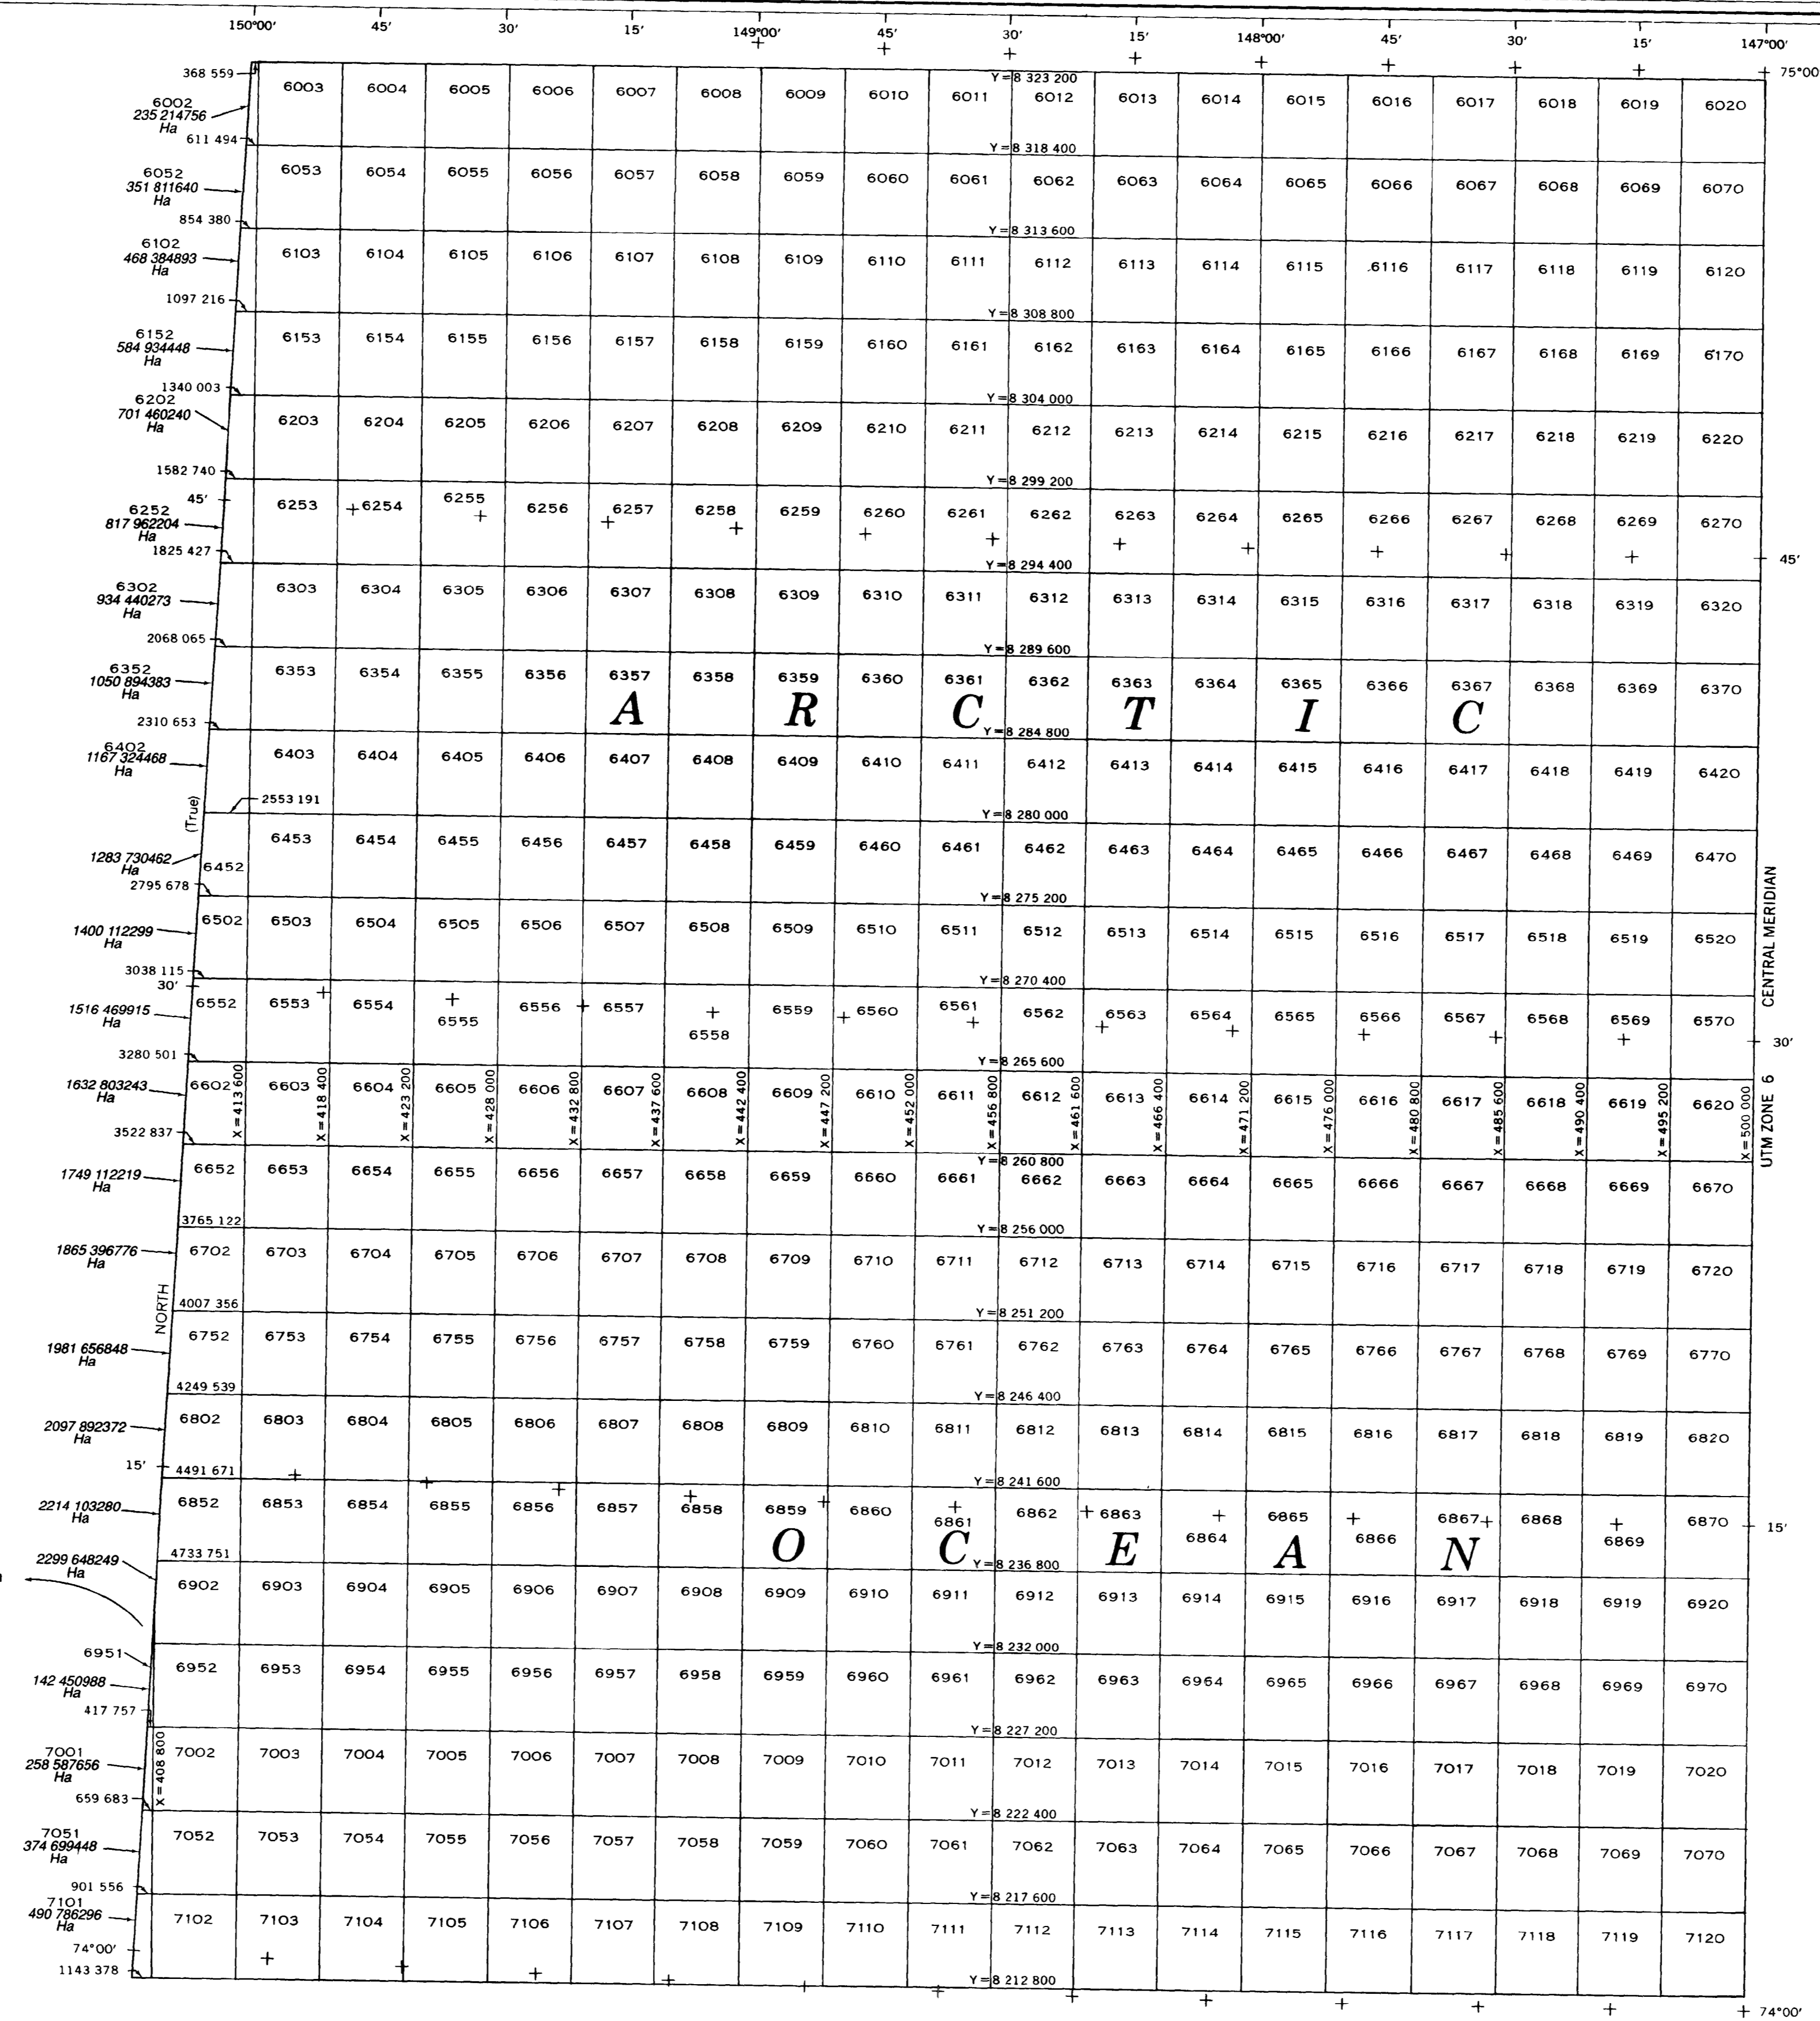 150°00' 45' 30' 15' 149°00' 45' 30' 15' 148°00' 45' 30' 15' 147°00'
75°00'
368 559
Y = 8 323 200
6002
235 214756
Ha
6003 6004 6005 6006 6007 6008 6009 6010 6011 6012 6013 6014 6015 6016 6017 6018 6019 6020
611 494
Y = 8 318 400
6052
351 811640
Ha
6053 6054 6055 6056 6057 6058 6059 6060 6061 6062 6063 6064 6065 6066 6067 6068 6069 6070
854 380
Y = 8 313 600
6102
468 384893
Ha
6103 6104 6105 6106 6107 6108 6109 6110 6111 6112 6113 6114 6115 6116 6117 6118 6119 6120
1097 216
Y = 8 308 800
6152
584 934448
Ha
6153 6154 6155 6156 6157 6158 6159 6160 6161 6162 6163 6164 6165 6166 6167 6168 6169 6170
1340 003
Y = 8 304 000
6202
701 460240
Ha
6203 6204 6205 6206 6207 6208 6209 6210 6211 6212 6213 6214 6215 6216 6217 6218 6219 6220
1582 740
Y = 8 299 200
45'
6252
817 962204
Ha
6253 6254 6255 6256 6257 6258 6259 6260 6261 6262 6263 6264 6265 6266 6267 6268 6269 6270
45'
1825 427
Y = 8 294 400
6302
934 440273
Ha
6303 6304 6305 6306 6307 6308 6309 6310 6311 6312 6313 6314 6315 6316 6317 6318 6319 6320
2068 065
Y = 8 289 600
6352
1050 894383
Ha
6353 6354 6355 6356 6357 6358 6359 6360 6361 6362 6363 6364 6365 6366 6367 6368 6369 6370
A R C T I C
2310 653
Y = 8 284 800
6402
1167 324468
Ha
6403 6404 6405 6406 6407 6408 6409 6410 6411 6412 6413 6414 6415 6416 6417 6418 6419 6420
(True)
2553 191
Y = 8 280 000
1283 730462
Ha
6452 6453 6454 6455 6456 6457 6458 6459 6460 6461 6462 6463 6464 6465 6466 6467 6468 6469 6470
2795 678
Y = 8 275 200
1400 112299
Ha
6502 6503 6504 6505 6506 6507 6508 6509 6510 6511 6512 6513 6514 6515 6516 6517 6518 6519 6520
CENTRAL MERIDIAN
3038 115
Y = 8 270 400
30'
1516 469915
Ha
6552 6553 6554 6555 6556 6557 6558 6559 6560 6561 6562 6563 6564 6565 6566 6567 6568 6569 6570
30'
3280 501
Y = 8 265 600
1632 803243
Ha
6602 6603 6604 6605 6606 6607 6608 6609 6610 6611 6612 6613 6614 6615 6616 6617 6618 6619 6620
X = 413 600 X = 418 400 X = 423 200 X = 428 000 X = 432 800 X = 437 600 X = 442 400 X = 447 200 X = 452 000 X = 456 800 X = 461 600 X = 466 400 X = 471 200 X = 476 000 X = 480 800 X = 485 600 X = 490 400 X = 495 200 X = 500 000
UTM ZONE 6
3522 837
Y = 8 260 800
1749 112219
Ha
6652 6653 6654 6655 6656 6657 6658 6659 6660 6661 6662 6663 6664 6665 6666 6667 6668 6669 6670
3765 122
Y = 8 256 000
1865 396776
Ha
6702 6703 6704 6705 6706 6707 6708 6709 6710 6711 6712 6713 6714 6715 6716 6717 6718 6719 6720
NORTH
4007 356
Y = 8 251 200
1981 656848
Ha
6752 6753 6754 6755 6756 6757 6758 6759 6760 6761 6762 6763 6764 6765 6766 6767 6768 6769 6770
4249 539
Y = 8 246 400
2097 892372
Ha
6802 6803 6804 6805 6806 6807 6808 6809 6810 6811 6812 6813 6814 6815 6816 6817 6818 6819 6820
15'
4491 671
Y = 8 241 600
2214 103280
Ha
6852 6853 6854 6855 6856 6857 6858 6859 6860 6861 6862 6863 6864 6865 6866 6867 6868 6869 6870
15'
O C E A N
4733 751
Y = 8 236 800
2299 648249
Ha
6902 6903 6904 6905 6906 6907 6908 6909 6910 6911 6912 6913 6914 6915 6916 6917 6918 6919 6920
Y = 8 232 000
6951
142 450988
Ha
6952 6953 6954 6955 6956 6957 6958 6959 6960 6961 6962 6963 6964 6965 6966 6967 6968 6969 6970
417 757
Y = 8 227 200
7001
258 587656
Ha
X = 408 800
7002 7003 7004 7005 7006 7007 7008 7009 7010 7011 7012 7013 7014 7015 7016 7017 7018 7019 7020
659 683
Y = 8 222 400
7051
374 699448
Ha
7052 7053 7054 7055 7056 7057 7058 7059 7060 7061 7062 7063 7064 7065 7066 7067 7068 7069 7070
901 556
Y = 8 217 600
7101
490 786296
Ha
7102 7103 7104 7105 7106 7107 7108 7109 7110 7111 7112 7113 7114 7115 7116 7117 7118 7119 7120
74°00'
1143 378
Y = 8 212 800
74°00'